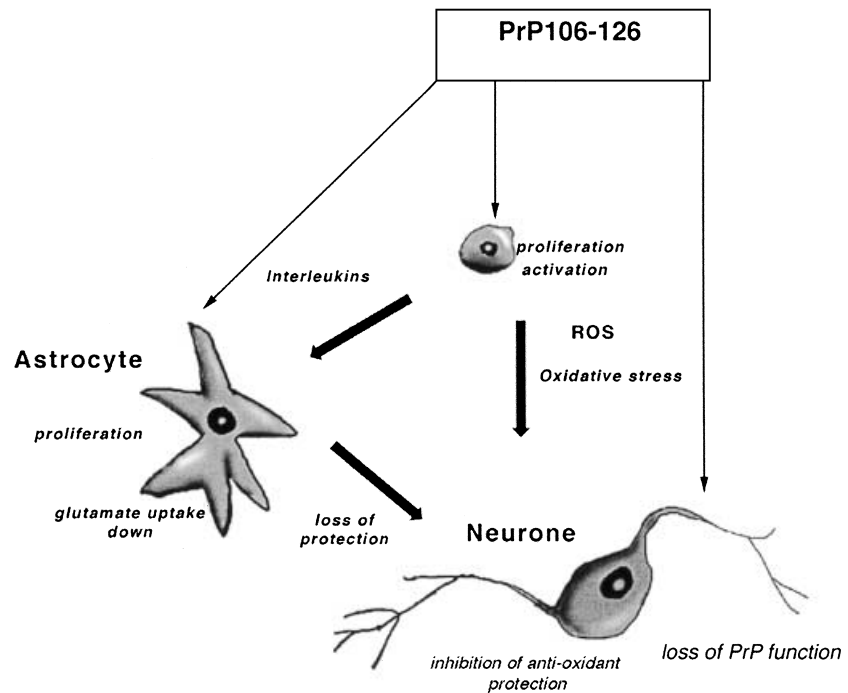 PrP106-126
proliferation
activation
Interleukins
ROS
Oxidative stress
Astrocyte
proliferation
glutamate uptake
down
loss of
protection
Neurone
inhibition of anti-oxidant
protection
loss of PrP function